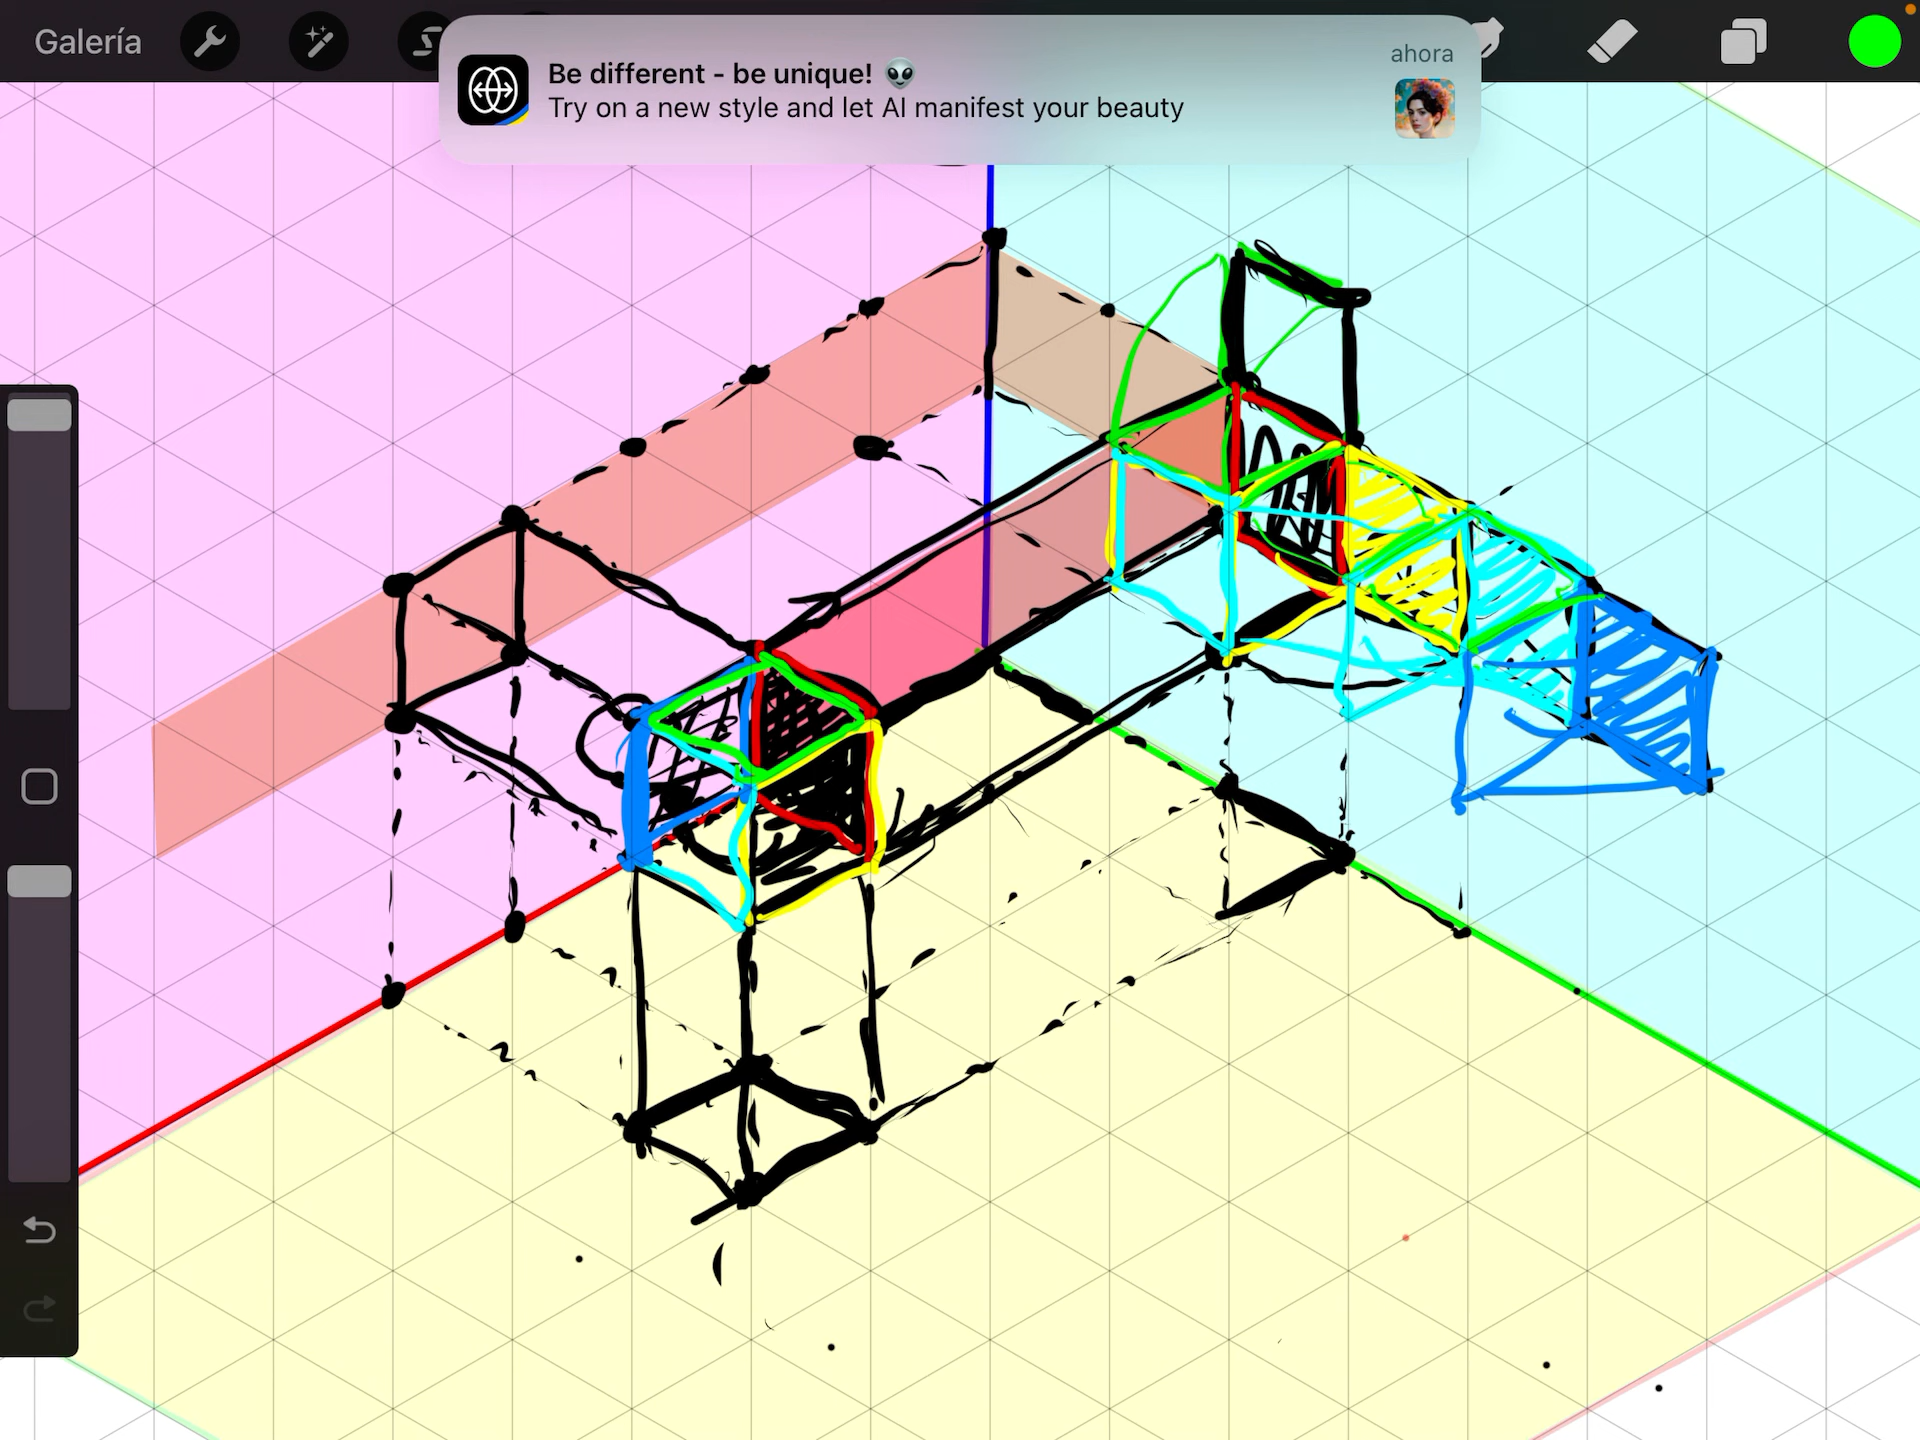 Galería
Be different - be unique! 👽
ahora
Try on a new style and let AI manifest your beauty